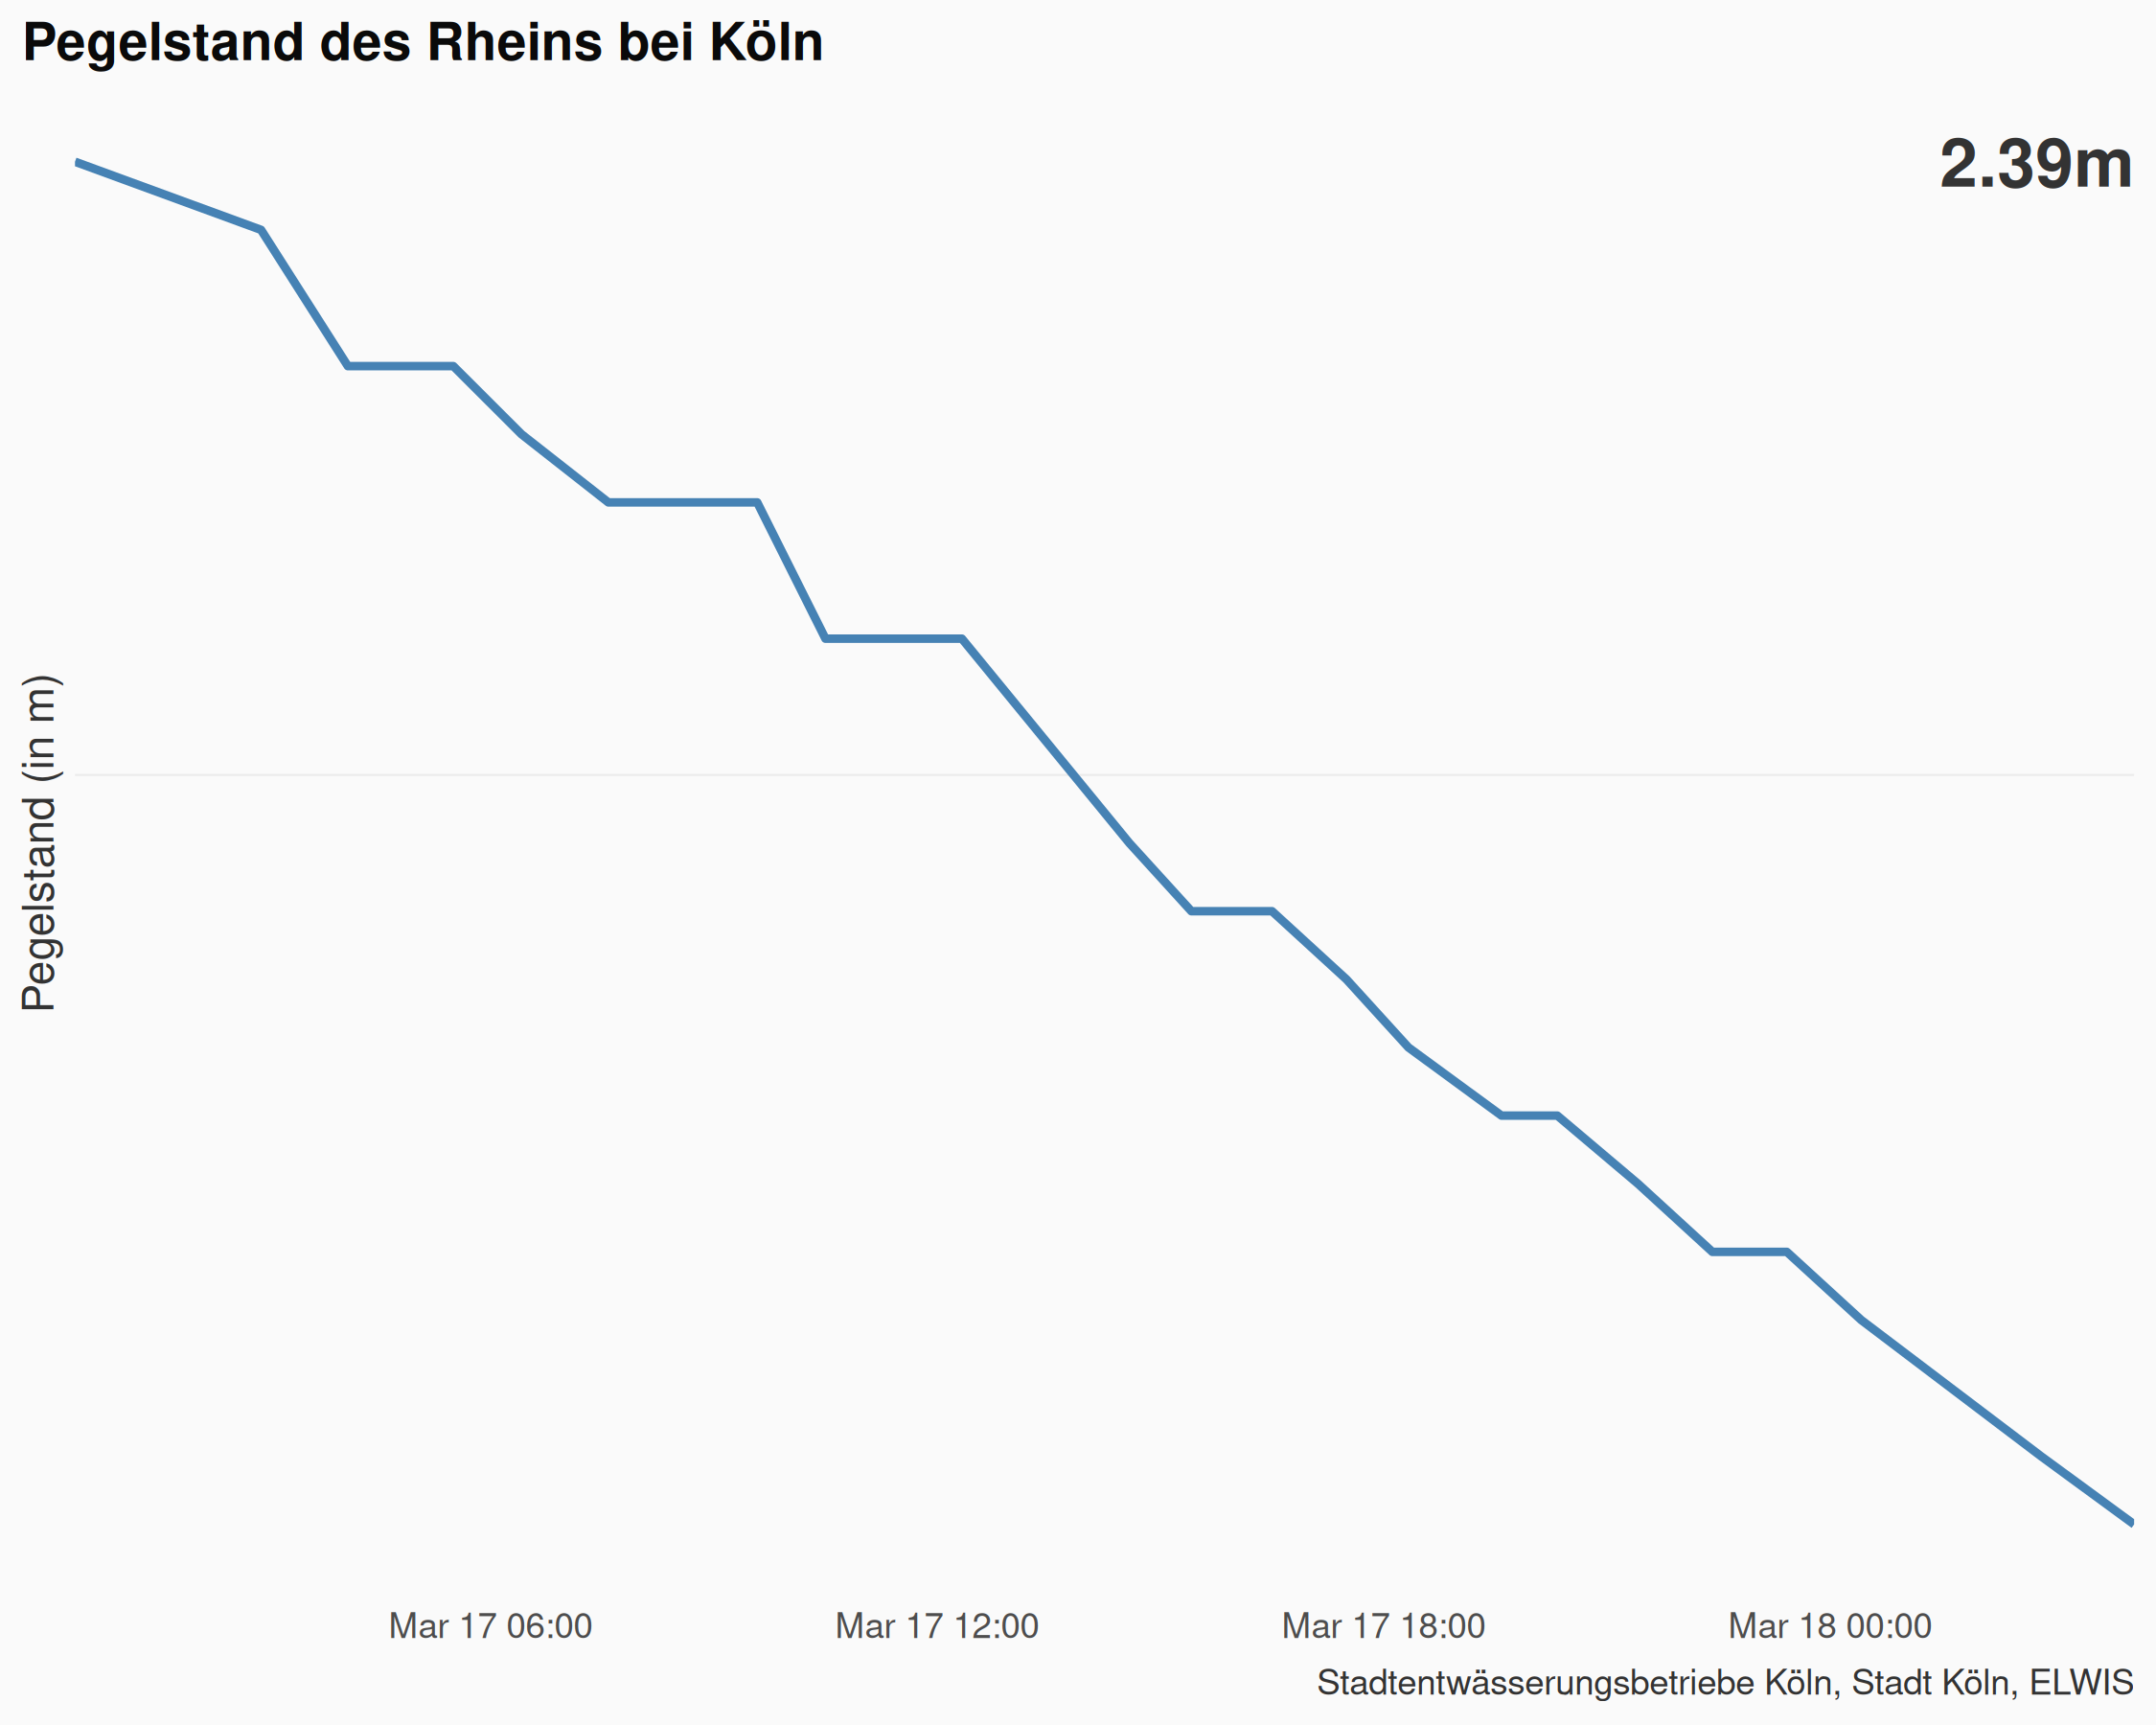 Pegelstand des Rheins bei Köln
2.39m
Pegelstand (in m)
Mar 17 06:00
Mar 17 12:00
Mar 17 18:00
Mar 18 00:00
Stadtentwässerungsbetriebe Köln, Stadt Köln, ELWIS